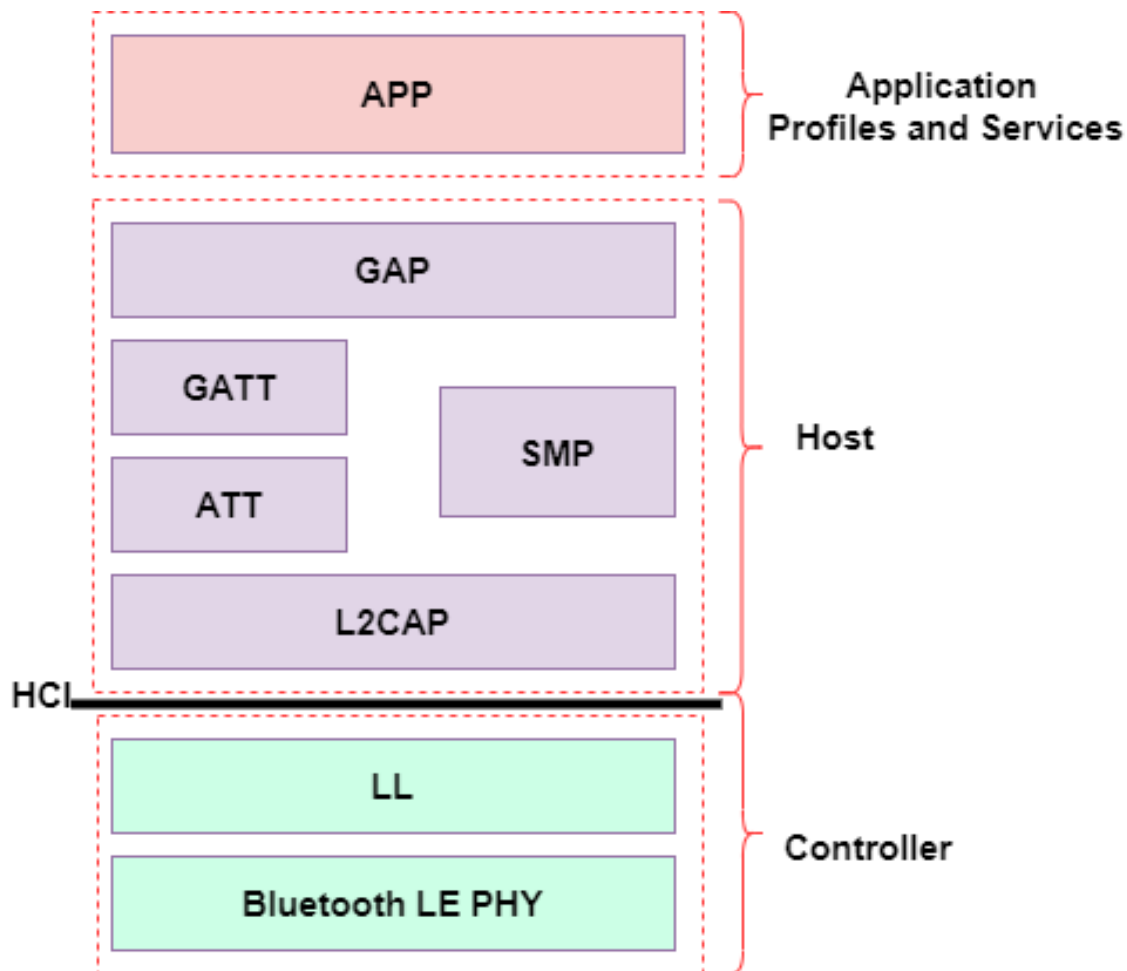 APP
Application
Profiles and Services
GAP
GATT
SMP
Host
ATT
L2CAP
HCI
LL
Controller
Bluetooth LE PHY